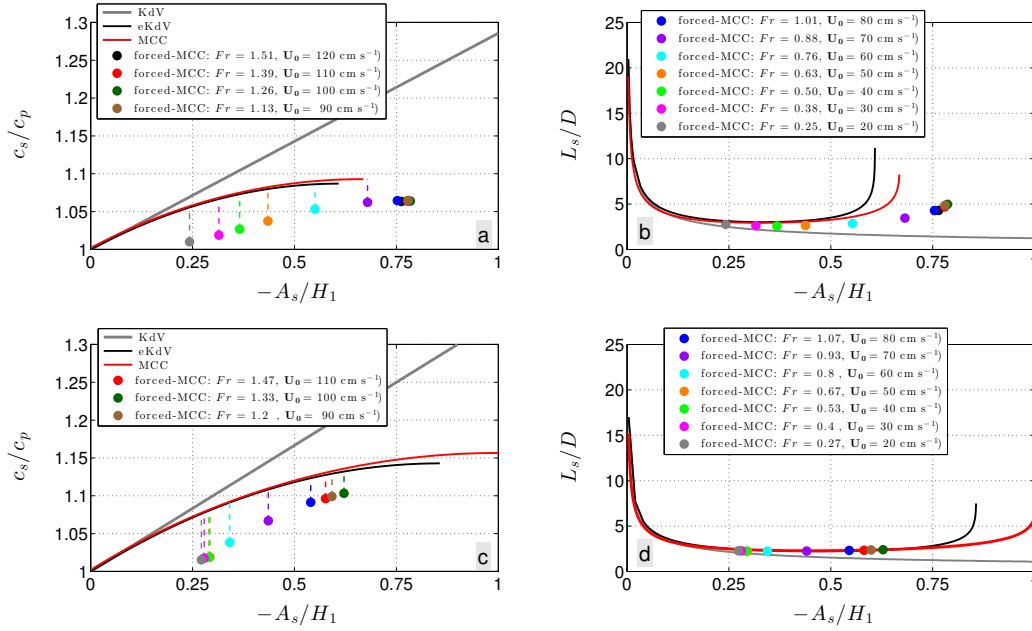 KdV
eKdV
MCC
forced-MCC: Fr = 1.51, U₀ = 120 cm s⁻¹)
forced-MCC: Fr = 1.39, U₀ = 110 cm s⁻¹)
forced-MCC: Fr = 1.26, U₀ = 100 cm s⁻¹)
forced-MCC: Fr = 1.13, U₀ = 90 cm s⁻¹)
1.3
1.25
1.2
1.15
1.1
1.05
1
c_s/c_p
0 0.25 0.5 0.75 1
−A_s/H₁
a
forced-MCC: Fr = 1.01, U₀ = 80 cm s⁻¹)
forced-MCC: Fr = 0.88, U₀ = 70 cm s⁻¹)
forced-MCC: Fr = 0.76, U₀ = 60 cm s⁻¹)
forced-MCC: Fr = 0.63, U₀ = 50 cm s⁻¹)
forced-MCC: Fr = 0.50, U₀ = 40 cm s⁻¹)
forced-MCC: Fr = 0.38, U₀ = 30 cm s⁻¹)
forced-MCC: Fr = 0.25, U₀ = 20 cm s⁻¹)
25
20
15
10
5
0
L_s/D
0 0.25 0.5 0.75 1
−A_s/H₁
b
KdV
eKdV
MCC
forced-MCC: Fr = 1.47, U₀ = 110 cm s⁻¹)
forced-MCC: Fr = 1.33, U₀ = 100 cm s⁻¹)
forced-MCC: Fr = 1.2 , U₀ = 90 cm s⁻¹)
1.3
1.25
1.2
1.15
1.1
1.05
1
c_s/c_p
0 0.25 0.5 0.75 1
−A_s/H₁
c
forced-MCC: Fr = 1.07, U₀ = 80 cm s⁻¹)
forced-MCC: Fr = 0.93, U₀ = 70 cm s⁻¹)
forced-MCC: Fr = 0.8 , U₀ = 60 cm s⁻¹)
forced-MCC: Fr = 0.67, U₀ = 50 cm s⁻¹)
forced-MCC: Fr = 0.53, U₀ = 40 cm s⁻¹)
forced-MCC: Fr = 0.4 , U₀ = 30 cm s⁻¹)
forced-MCC: Fr = 0.27, U₀ = 20 cm s⁻¹)
25
20
15
10
5
0
L_s/D
0 0.25 0.5 0.75 1
−A_s/H₁
d